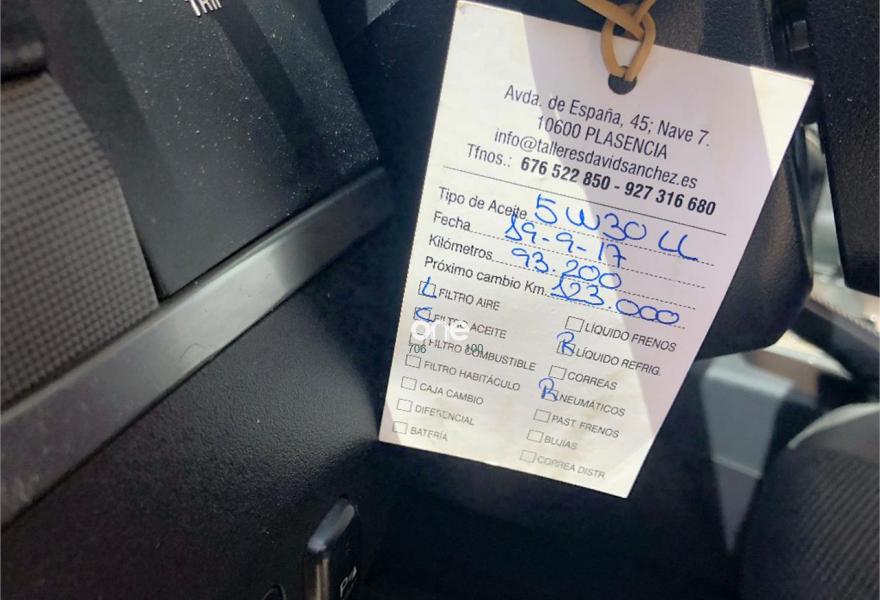 TRIP
Avda. de España, 45; Nave 7.
10600 PLASENCIA
info@talleresdavidsanchez.es
Tfnos.: 676 522 850 - 927 316 680
Tipo de Aceite 5W30 LL
Fecha 19-9-17
Kilómetros 93.200
Próximo cambio Km. 123.000
L FILTRO AIRE
C FILTRO ACEITE
FILTRO COMBUSTIBLE
FILTRO HABITÁCULO
CAJA CAMBIO
DIFERENCIAL
BATERÍA
LÍQUIDO FRENOS
R LÍQUIDO REFRIG.
CORREAS
R NEUMÁTICOS
PAST. FRENOS
BUJÍAS
CORREA DISTR.
one
706 100